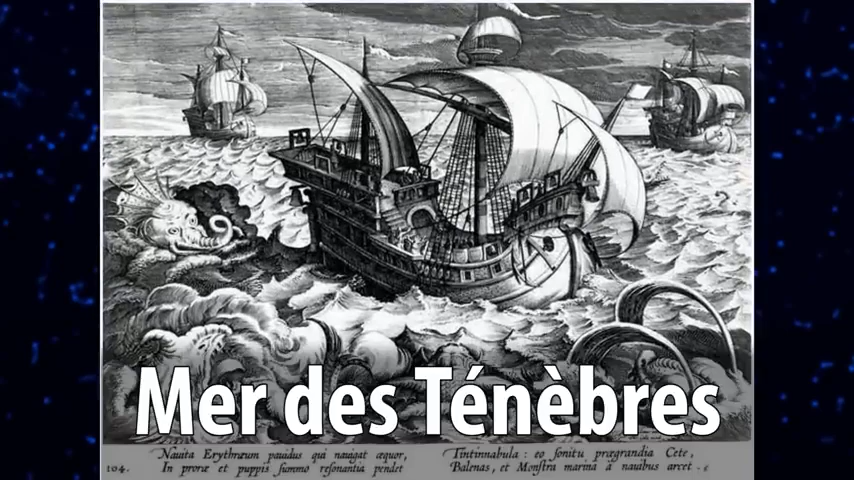 Mer des Ténèbres
Nauita Erythræum pauidus qui nauigat æquor,
In proræ et puppis summo resonantia pendet
Tintinnabula : eo sonitu prægrandia Cete,
Balenas, et Monstra marina à nauibus arcet.
104.